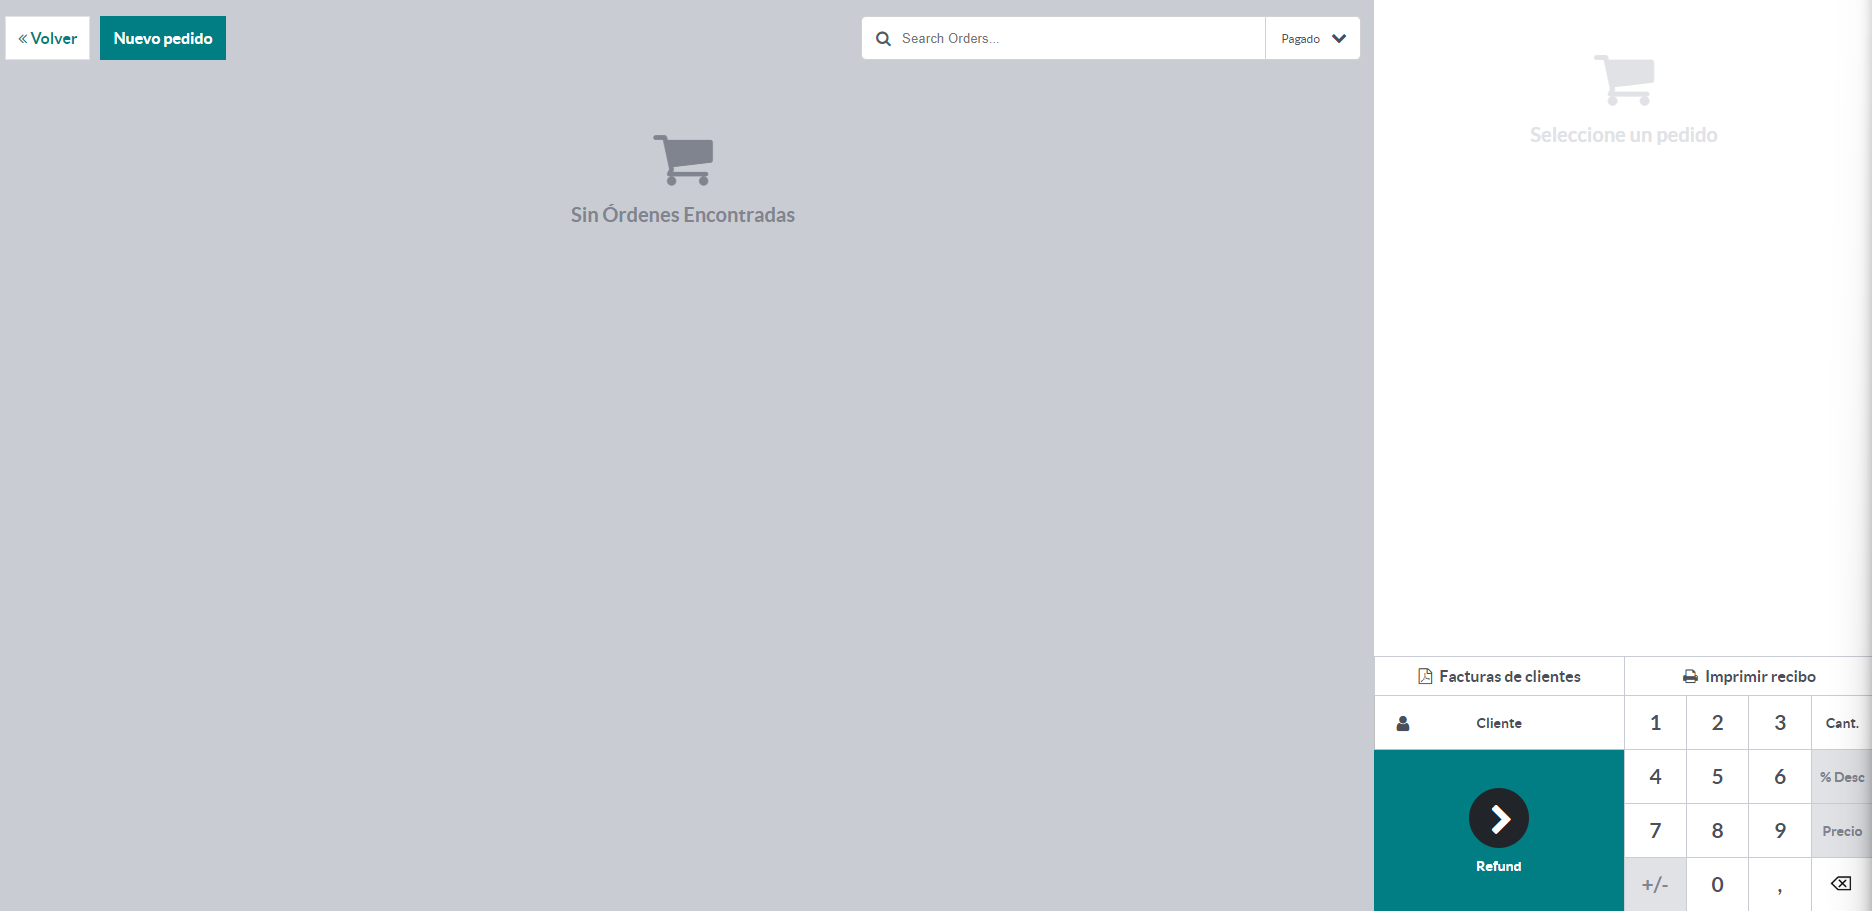 Volver
Nuevo pedido
Search Orders...
Pagado
Sin Órdenes Encontradas
Seleccione un pedido
Facturas de clientes
Imprimir recibo
Cliente
1 2 3 Cant.
4 5 6 % Desc
7 8 9 Precio
Refund
+/- 0 ,